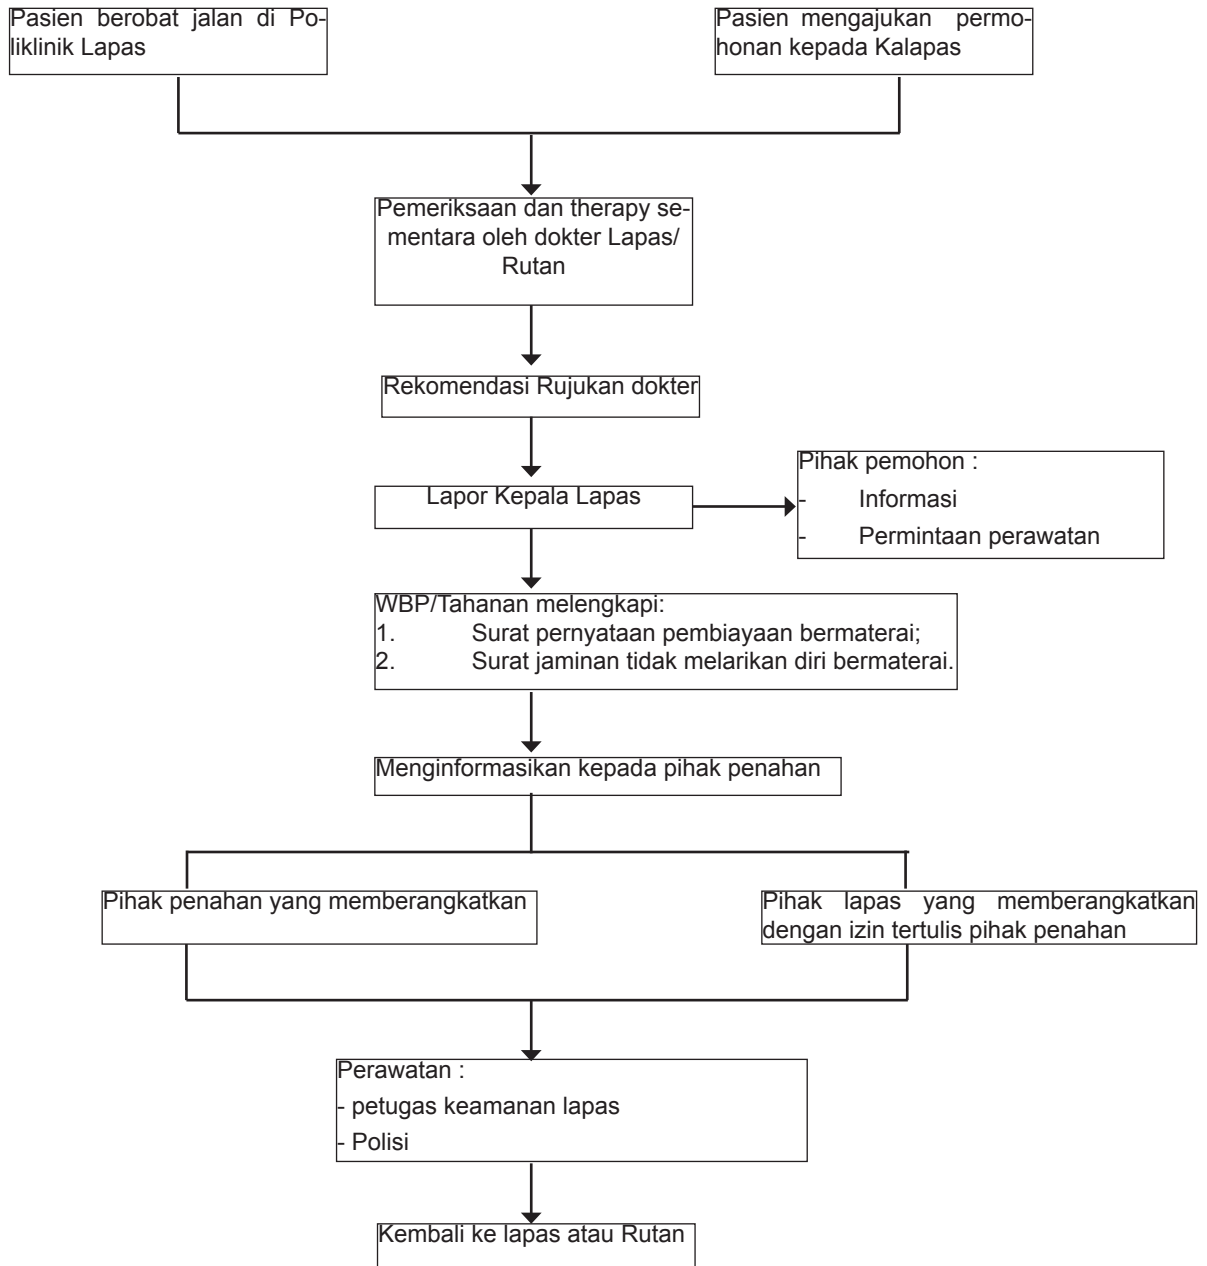 Pasien berobat jalan di Po-
liklinik Lapas
Pasien mengajukan permo-
honan kepada Kalapas
Pemeriksaan dan therapy se-
mentara oleh dokter Lapas/
Rutan
Rekomendasi Rujukan dokter
Lapor Kepala Lapas
Pihak pemohon :
- Informasi
- Permintaan perawatan
WBP/Tahanan melengkapi:
1. Surat pernyataan pembiayaan bermaterai;
2. Surat jaminan tidak melarikan diri bermaterai.
Menginformasikan kepada pihak penahan
Pihak penahan yang memberangkatkan
Pihak lapas yang memberangkatkan
dengan izin tertulis pihak penahan
Perawatan :
- petugas keamanan lapas
- Polisi
Kembali ke lapas atau Rutan